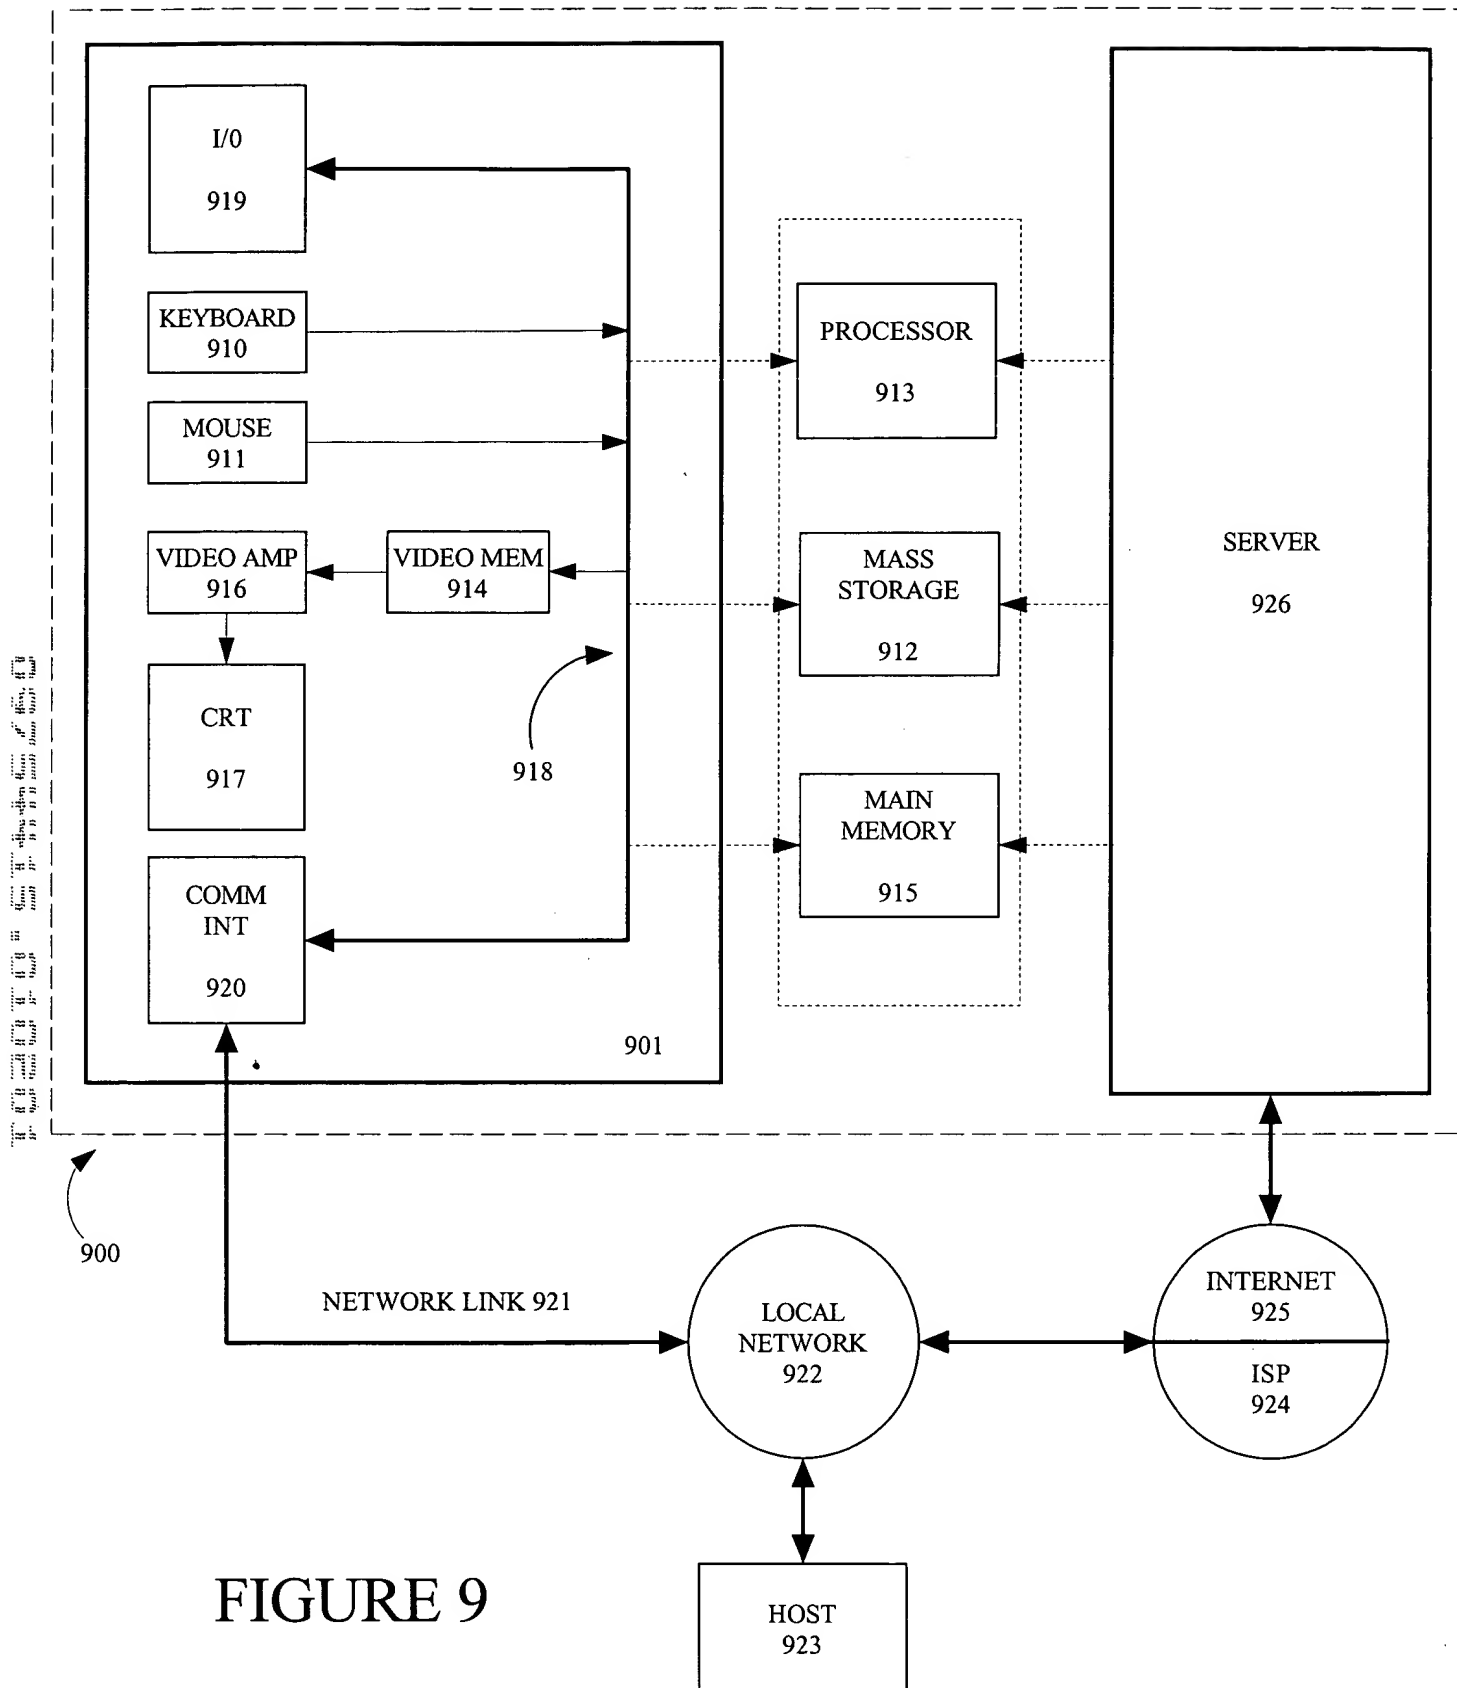 I/0
919
KEYBOARD
910
MOUSE
911
VIDEO AMP
916
VIDEO MEM
914
CRT
917
918
COMM
INT
920
901
PROCESSOR
913
MASS
STORAGE
912
MAIN
MEMORY
915
SERVER
926
900
NETWORK LINK 921
LOCAL
NETWORK
922
INTERNET
925
ISP
924
HOST
923
FIGURE 9